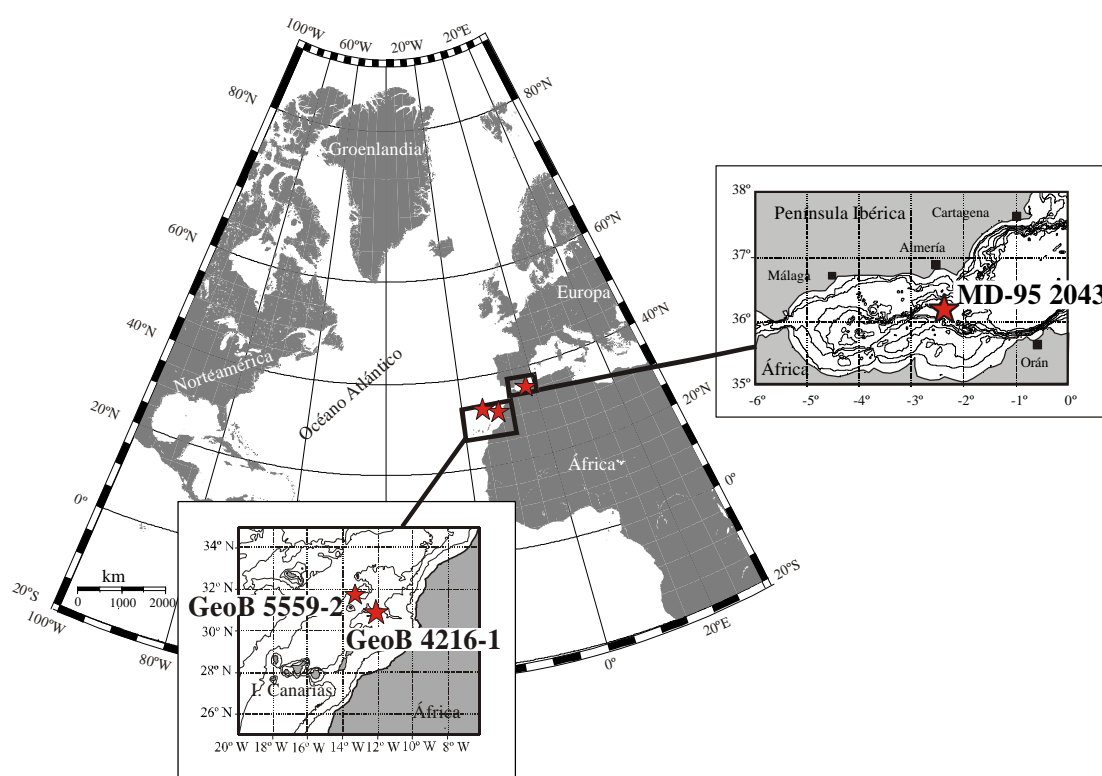 100ºW
60ºW
20ºW
20ºE
80ºN
80ºN
Groenlandia
60ºN
60ºN
Europa
40ºN
40ºN
Norteamérica
Océano Atlántico
20ºN
20ºN
África
0º
0º
20ºS
20ºS
100ºW
80ºW
0º
20ºE
km
0 1000 2000
38º
37º
36º
35º
Península Ibérica
Cartagena
Almería
Málaga
MD-95 2043
Orán
África
-6º -5º -4º -3º -2º -1º 0º
34º N
32º N
30º N
28º N
26º N
GeoB 5559-2
GeoB 4216-1
I. Canarias
África
20º W 18º W 16º W 14º W 12º W 10º W 8º W